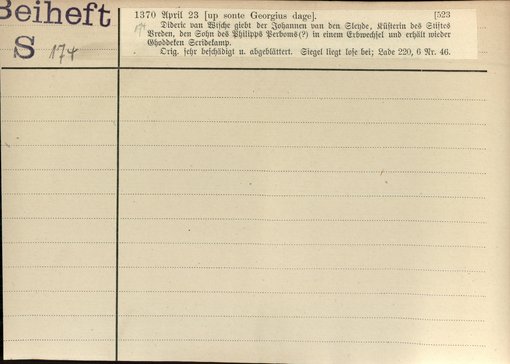 Beiheft
S 174
1370 April 23 [up sonte Georgius dage]. [523
Dideric van Wische giebt der Johannen van den Sleyde, Küsterin des Stiftes
Vreden, den Sohn des Philipps Perboms(?) in einem Erbwechsel und erhält wieder
Ghoddeken Scridekamp.
Orig. sehr beschädigt u. abgeblättert. Siegel liegt lose bei; Lade 220, 6 Nr. 46.